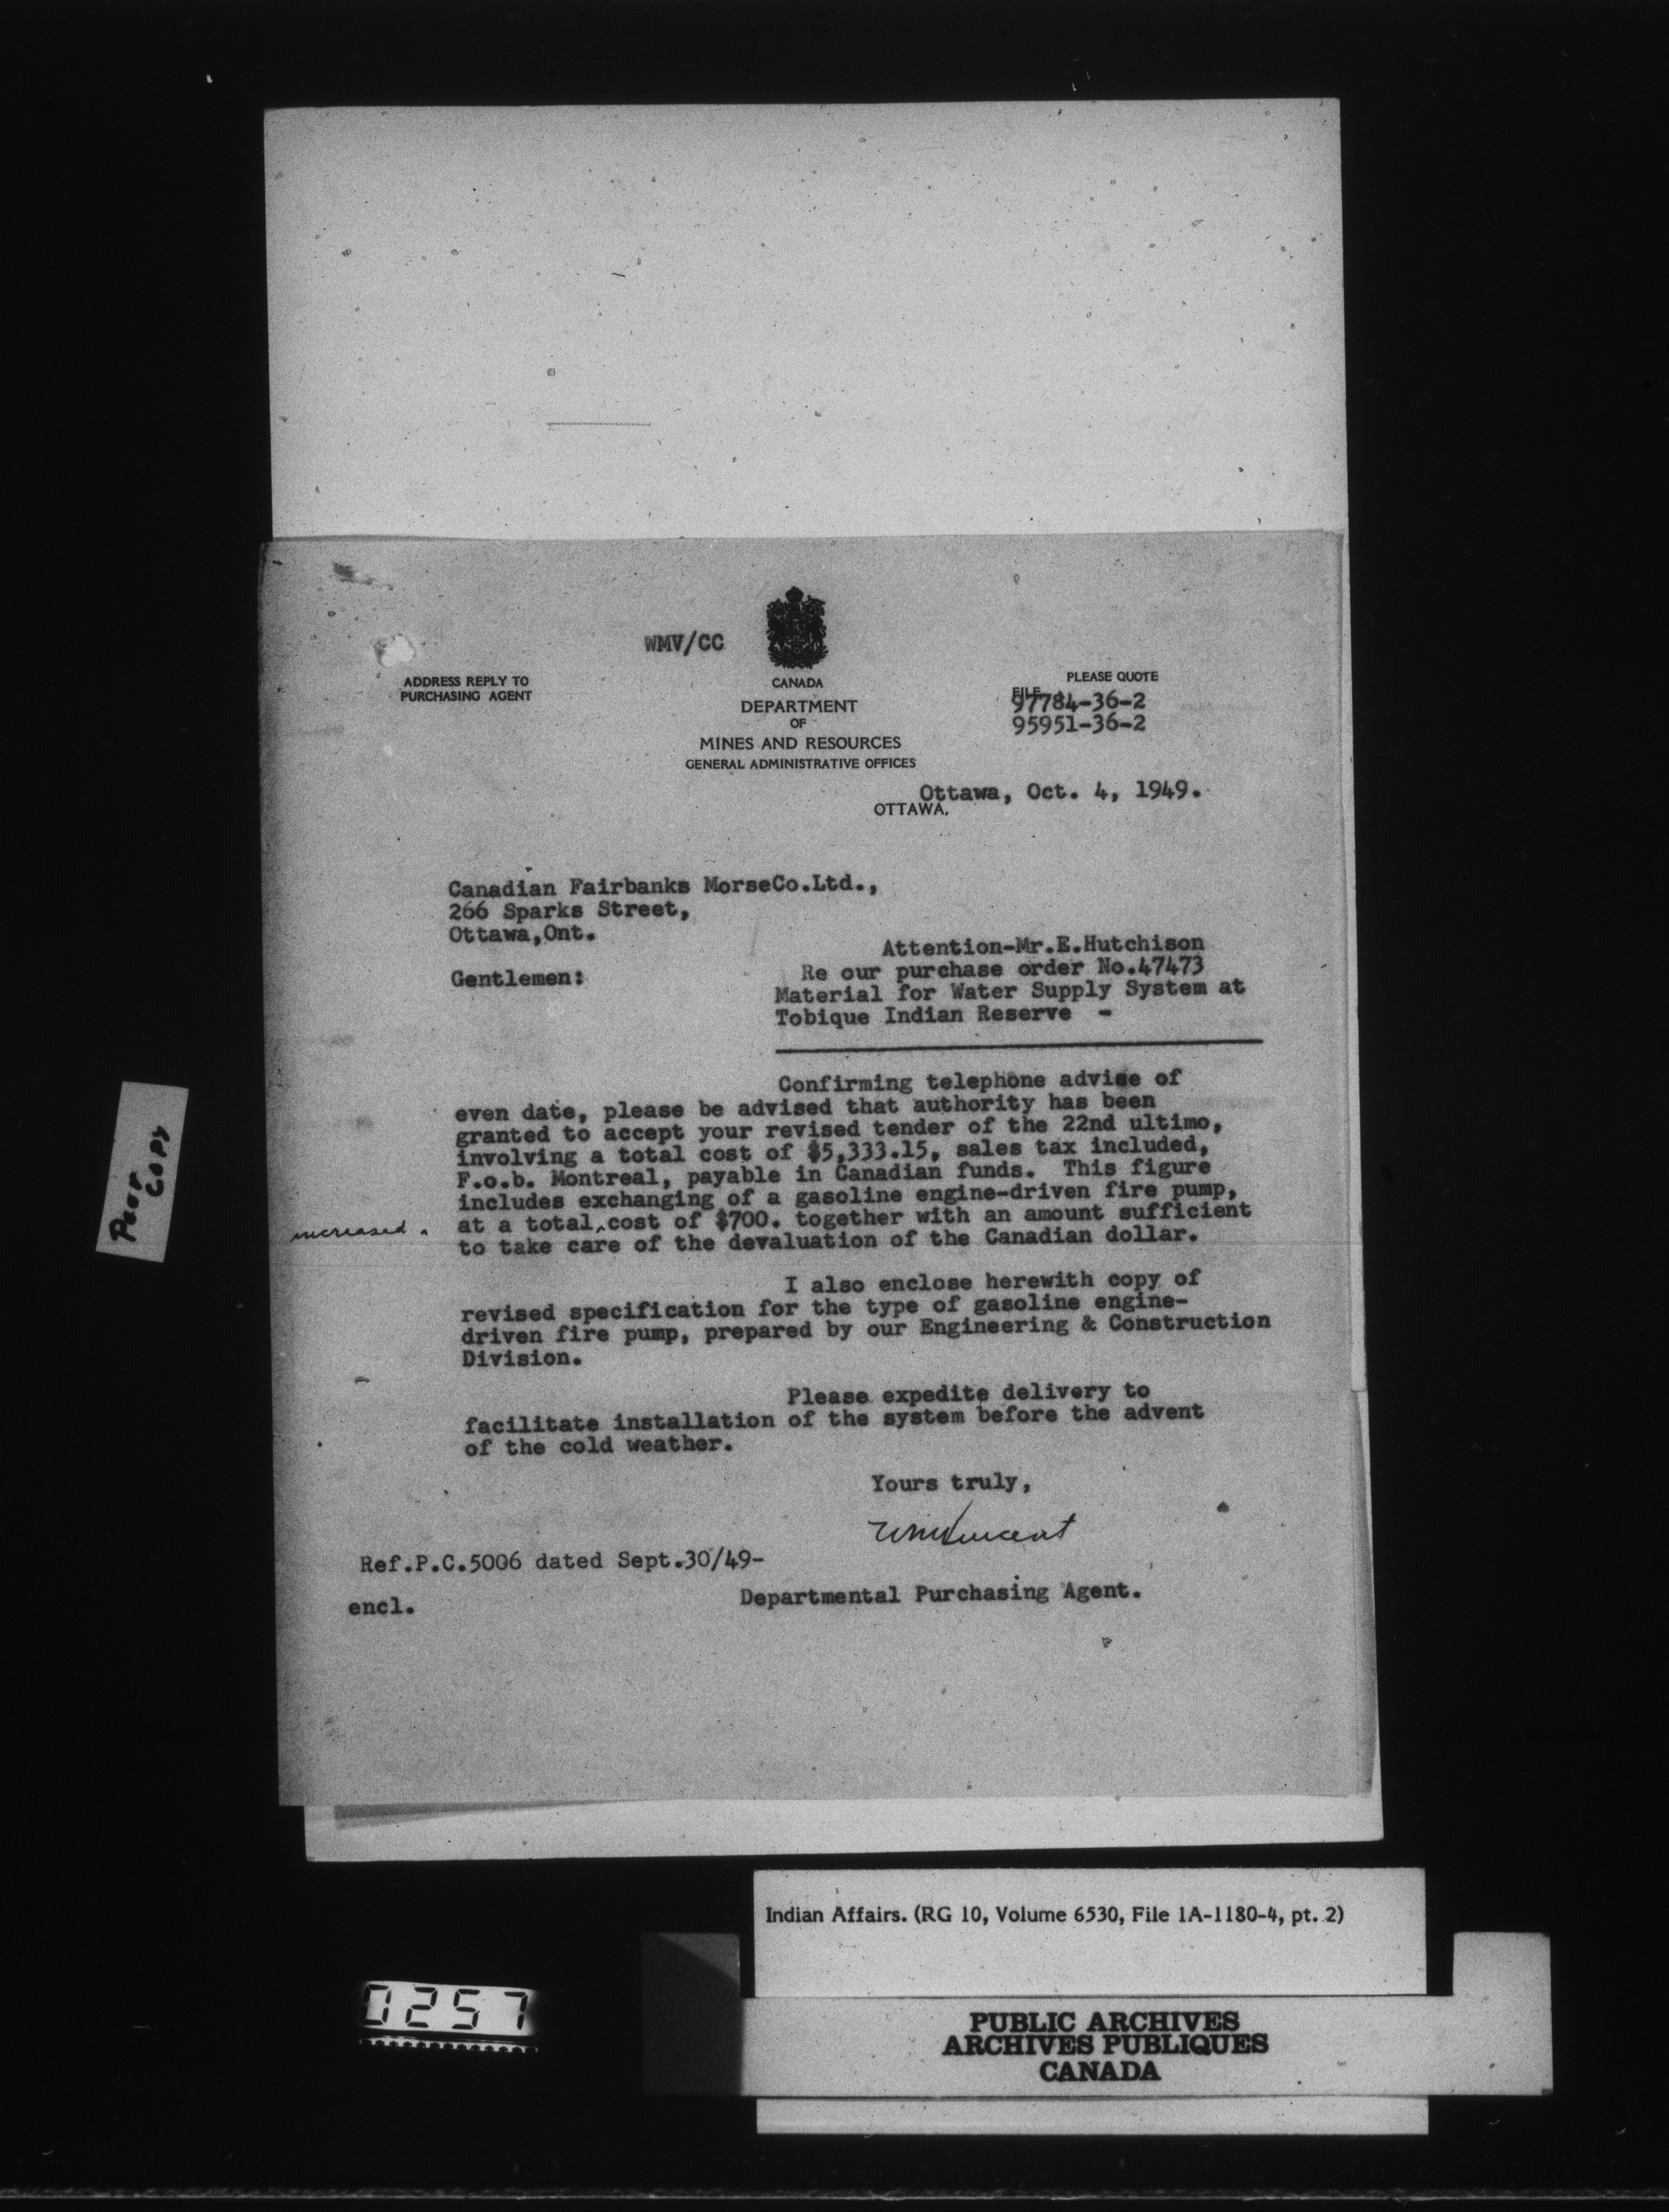 WMV/CC
ADDRESS REPLY TO
PURCHASING AGENT
CANADA
DEPARTMENT
OF
MINES AND RESOURCES
GENERAL ADMINISTRATIVE OFFICES
PLEASE QUOTE
FILE
97784-36-2
95951-36-2
Ottawa, Oct. 4, 1949.
OTTAWA.
Canadian Fairbanks MorseCo.Ltd.,
266 Sparks Street,
Ottawa,Ont.
Attention-Mr.E.Hutchison
Gentlemen:
Re our purchase order No.47473
Material for Water Supply System at
Tobique Indian Reserve -
Confirming telephone advise of
even date, please be advised that authority has been
granted to accept your revised tender of the 22nd ultimo,
involving a total cost of $5,333.15, sales tax included,
F.o.b. Montreal, payable in Canadian funds. This figure
includes exchanging of a gasoline engine-driven fire pump,
increased
at a total‸cost of $700. together with an amount sufficient
to take care of the devaluation of the Canadian dollar.
I also enclose herewith copy of
revised specification for the type of gasoline engine-
driven fire pump, prepared by our Engineering & Construction
Division.
Please expedite delivery to
facilitate installation of the system before the advent
of the cold weather.
Yours truly,
WMVincent
Ref.P.C.5006 dated Sept.30/49-
Departmental Purchasing Agent.
encl.
Poor
Copy
Indian Affairs. (RG 10, Volume 6530, File 1A-1180-4, pt. 2)
0257
PUBLIC ARCHIVES
ARCHIVES PUBLIQUES
CANADA